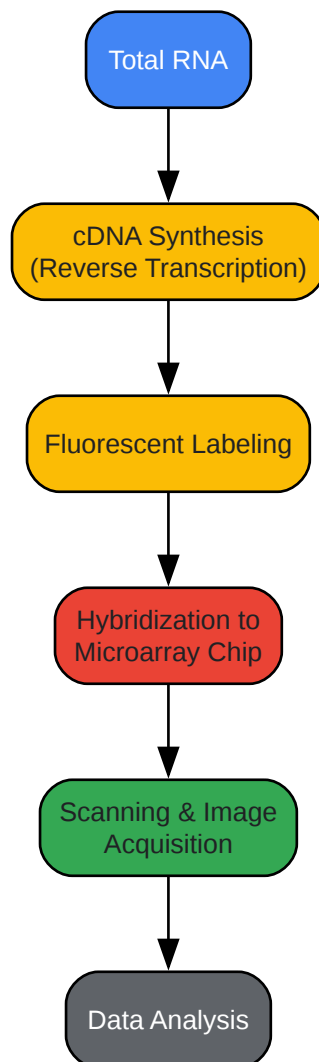 Total RNA
cDNA Synthesis
(Reverse Transcription)
Fluorescent Labeling
Hybridization to
Microarray Chip
Scanning & Image
Acquisition
Data Analysis